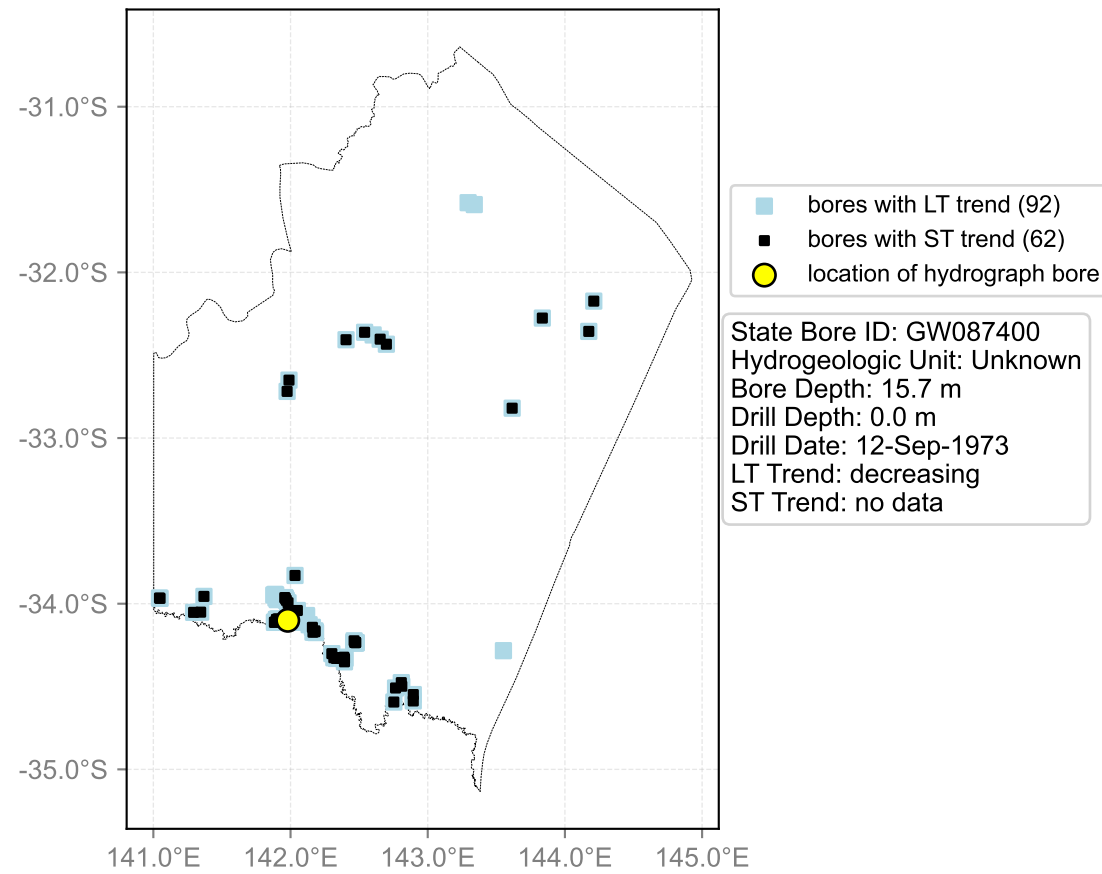 -31.0°S
-32.0°S
-33.0°S
-34.0°S
-35.0°S
141.0°E 142.0°E 143.0°E 144.0°E 145.0°E
bores with LT trend (92)
bores with ST trend (62)
location of hydrograph bore
State Bore ID: GW087400
Hydrogeologic Unit: Unknown
Bore Depth: 15.7 m
Drill Depth: 0.0 m
Drill Date: 12-Sep-1973
LT Trend: decreasing
ST Trend: no data